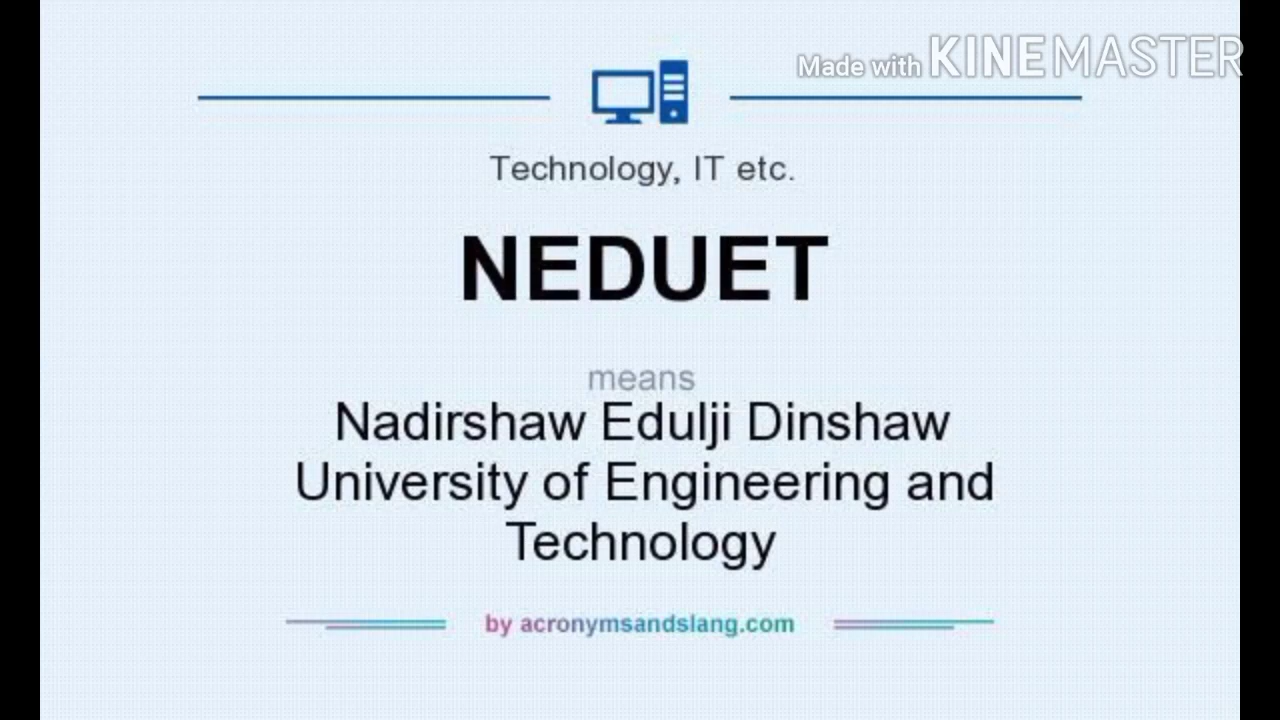 Made with KINEMASTER
Technology, IT etc.
NEDUET
means
Nadirshaw Edulji Dinshaw
University of Engineering and
Technology
by acronymsandslang.com